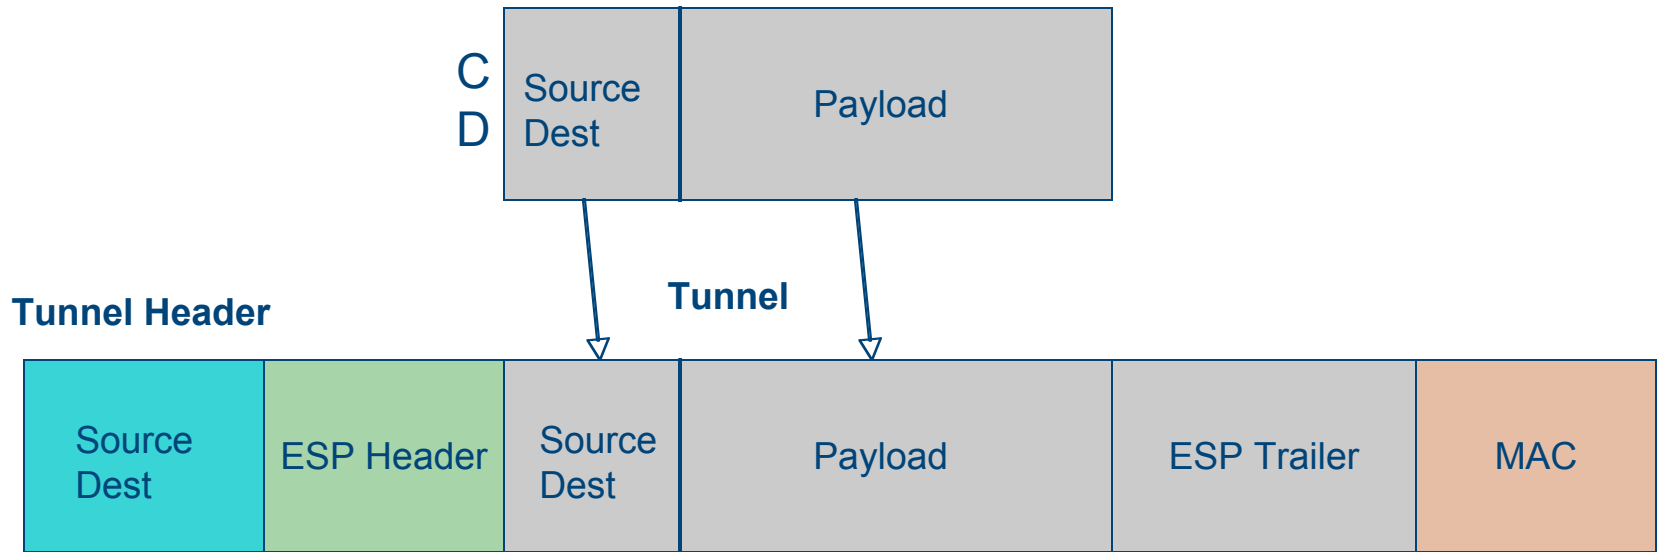 C
D
Source
Dest
Payload
Tunnel
Tunnel Header
Source
Dest
ESP Header
Source
Dest
Payload
ESP Trailer
MAC